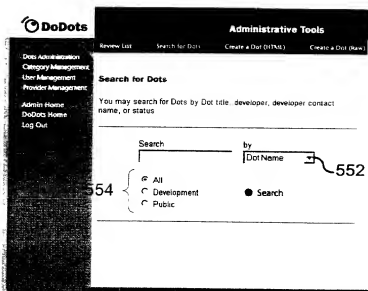 DoDots
Administrative Tools
Review List Search for Dots Create a Dot (HTML) Create a Dot (Raw)
Dots Administration
Category Management
User Management
Provider Management
Admin Home
DoDots Home
Log Out
Search for Dots
You may search for Dots by Dot title, developer, developer contact
name, or status
Search by
Dot Name
552
554
All
Development
Public
Search